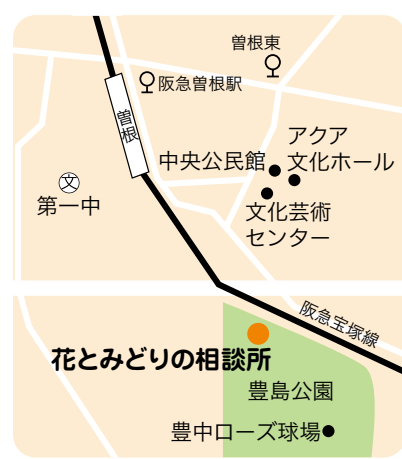 曽根東
阪急曽根駅
曽根
アクア
文化ホール
中央公民館
文
第一中
文化芸術
センター
阪急宝塚線
花とみどりの相談所
豊島公園
豊中ローズ球場